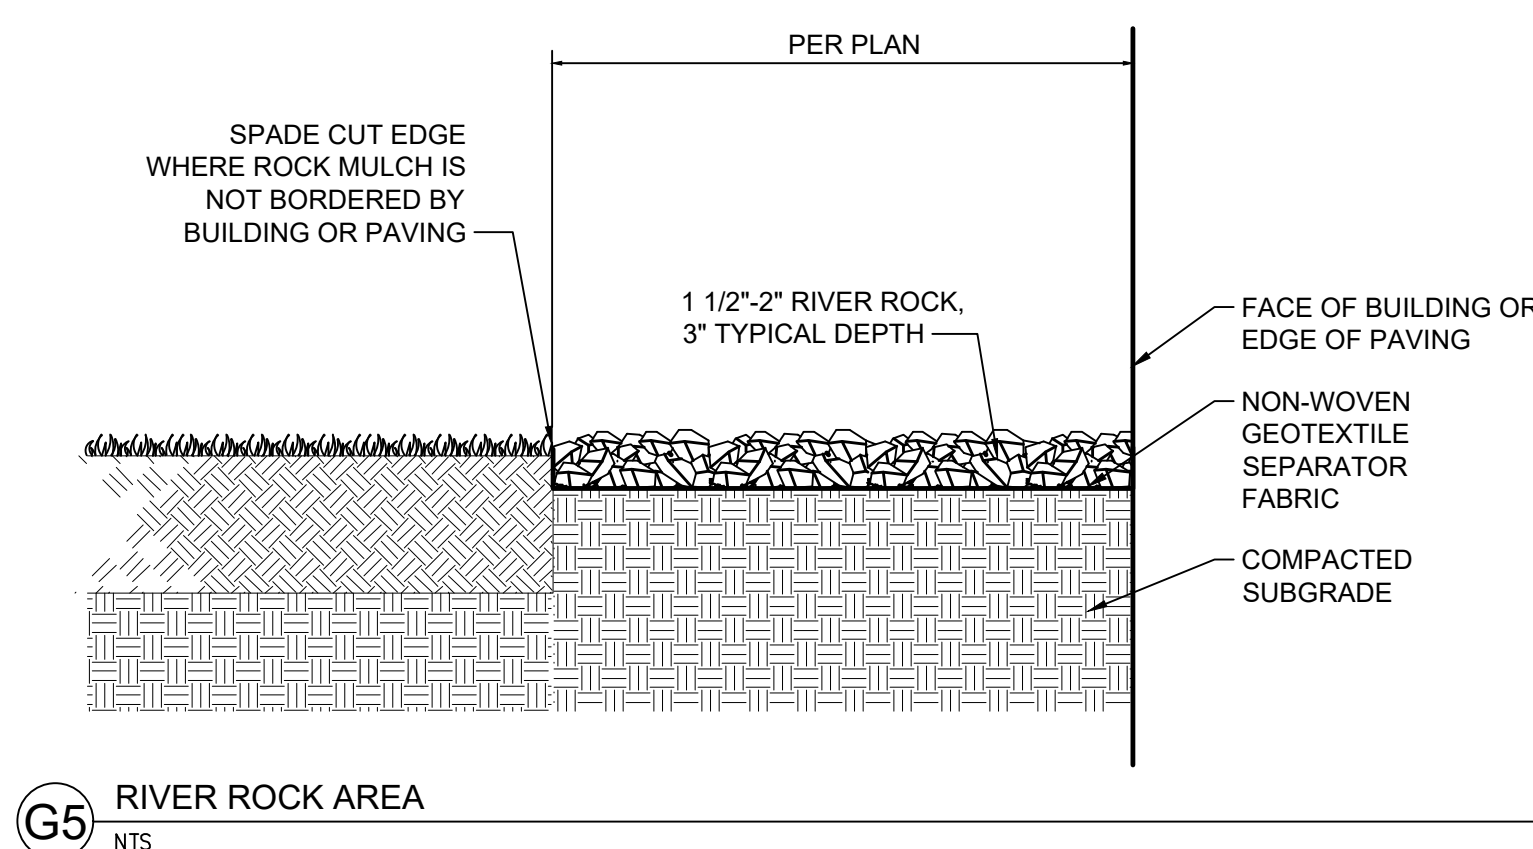 PER PLAN
SPADE CUT EDGE
WHERE ROCK MULCH IS
NOT BORDERED BY
BUILDING OR PAVING
1 1/2"-2" RIVER ROCK,
3" TYPICAL DEPTH
FACE OF BUILDING OR
EDGE OF PAVING
NON-WOVEN
GEOTEXTILE
SEPARATOR
FABRIC
COMPACTED
SUBGRADE
G5
RIVER ROCK AREA
NTS